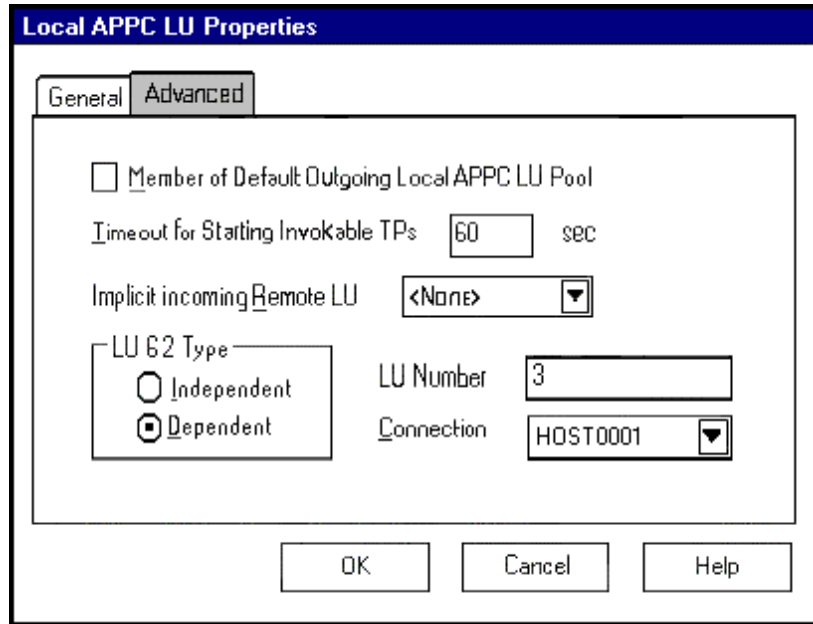 Local APPC LU Properties
General Advanced
Member of Default Outgoing Local APPC LU Pool
Timeout for Starting Invokable TPs 60 sec
Implicit incoming Remote LU <None>
LU 62 Type
Independent
Dependent
LU Number 3
Connection HOST0001
OK Cancel Help